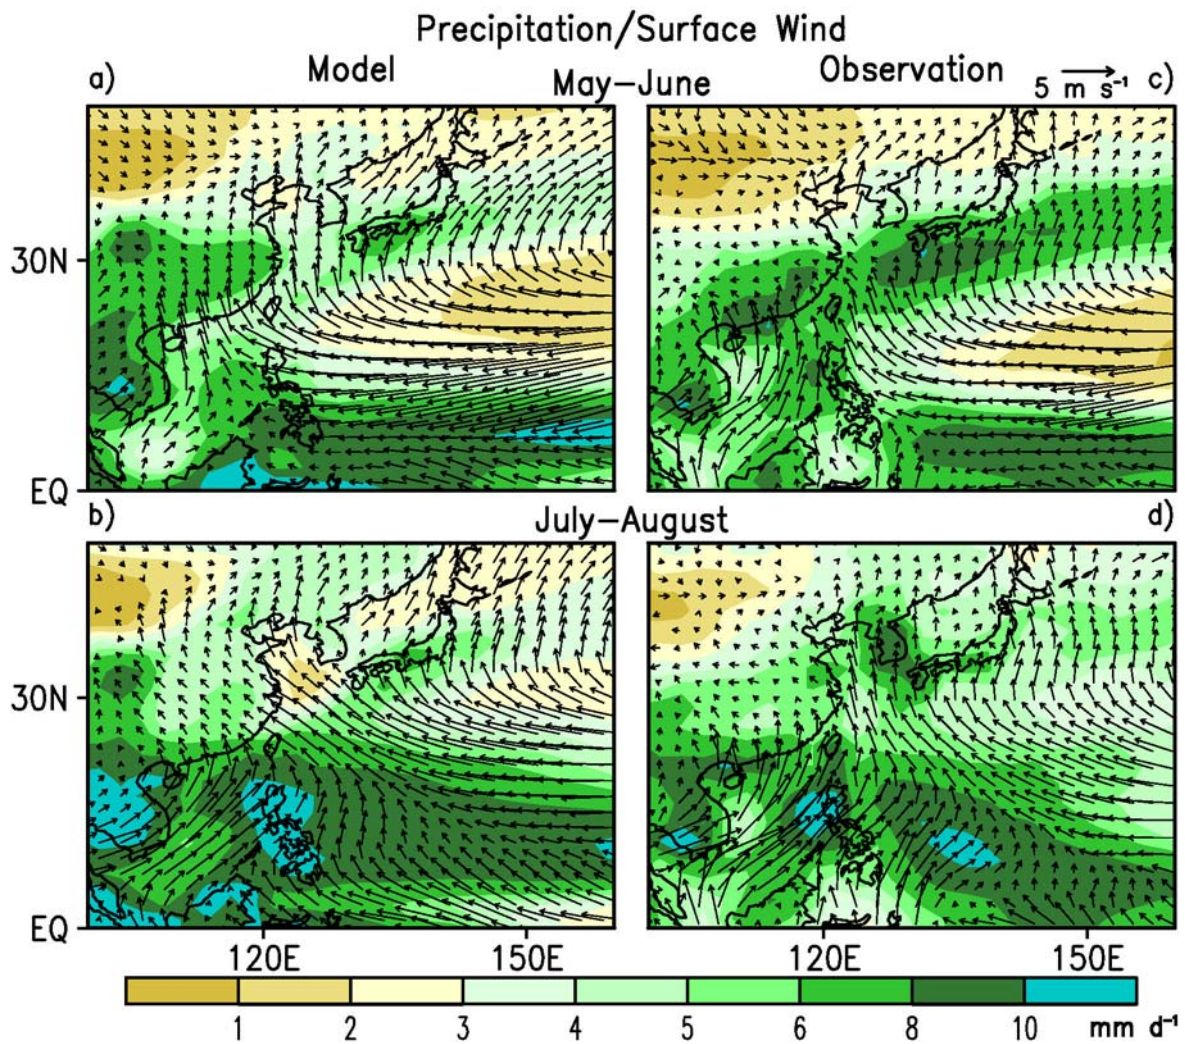 Precipitation/Surface Wind
Model Observation
a) May–June 5 m s⁻¹ c)
30N
EQ
b) July–August d)
30N
EQ
120E 150E 120E 150E
1 2 3 4 5 6 8 10 mm d⁻¹